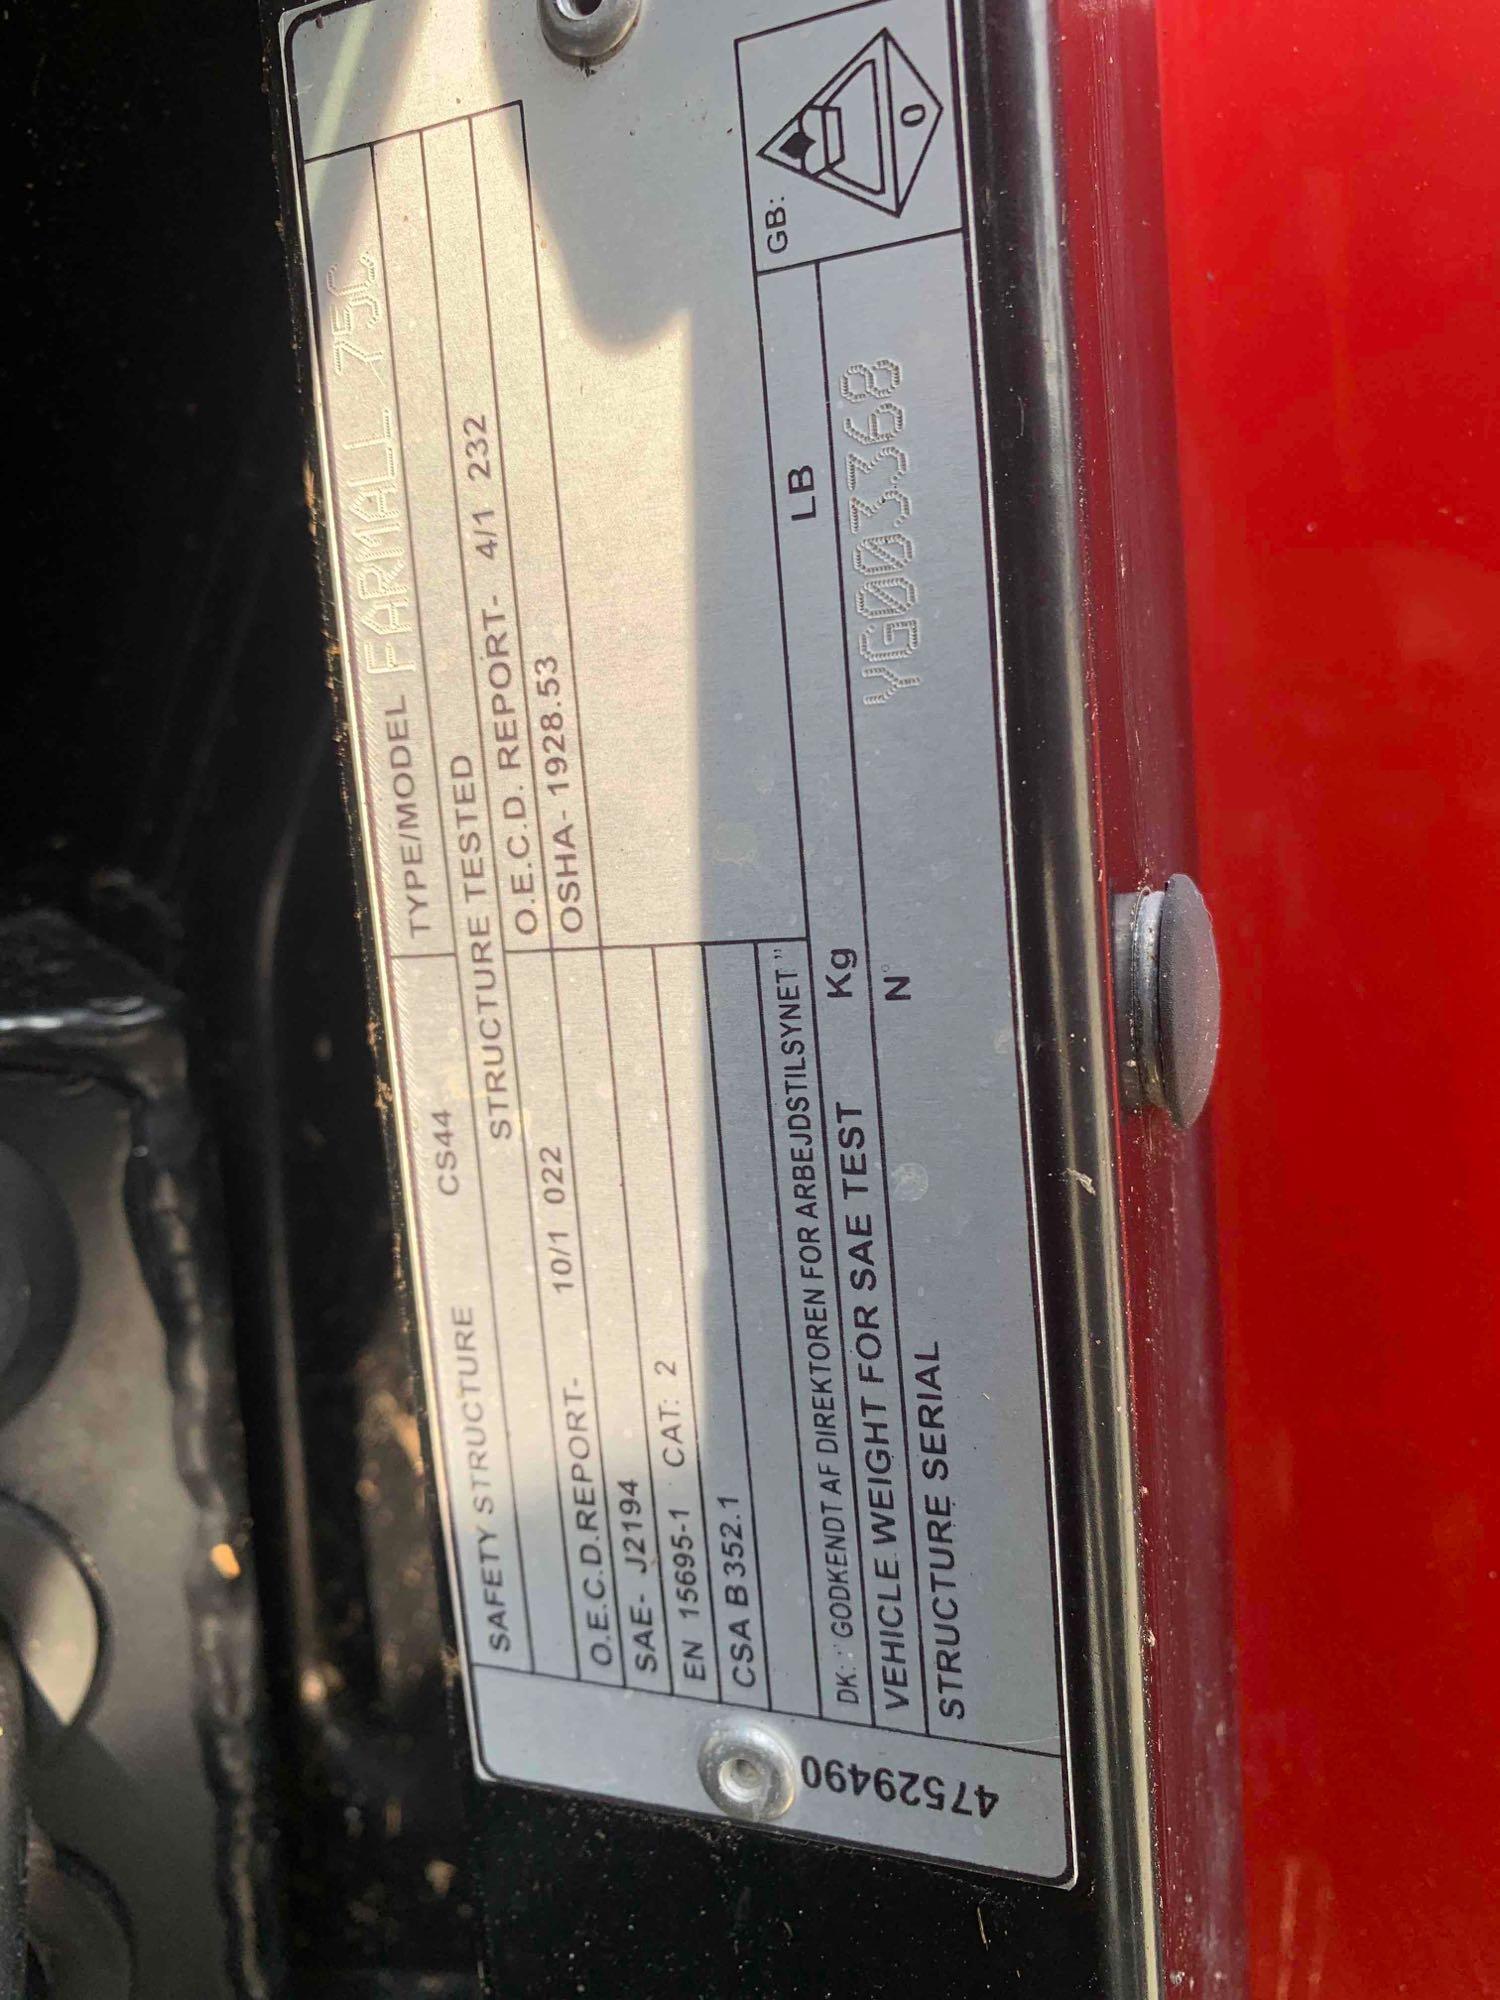 SAFETY STRUCTURE CS44 TYPE/MODEL FARMALL 75C
STRUCTURE TESTED
O.E.C.D.REPORT- 10/1 022 O.E.C.D. REPORT- 4/1 232
SAE- J2194 OSHA- 1928.53
EN 15695-1 CAT: 2
CSA B352.1
DK: "GODKENDT AF DIREKTOREN FOR ARBEJDSTILSYNET"
VEHICLE WEIGHT FOR SAE TEST Kg LB
STRUCTURE SERIAL N° YG003368
GB:
0
47529490